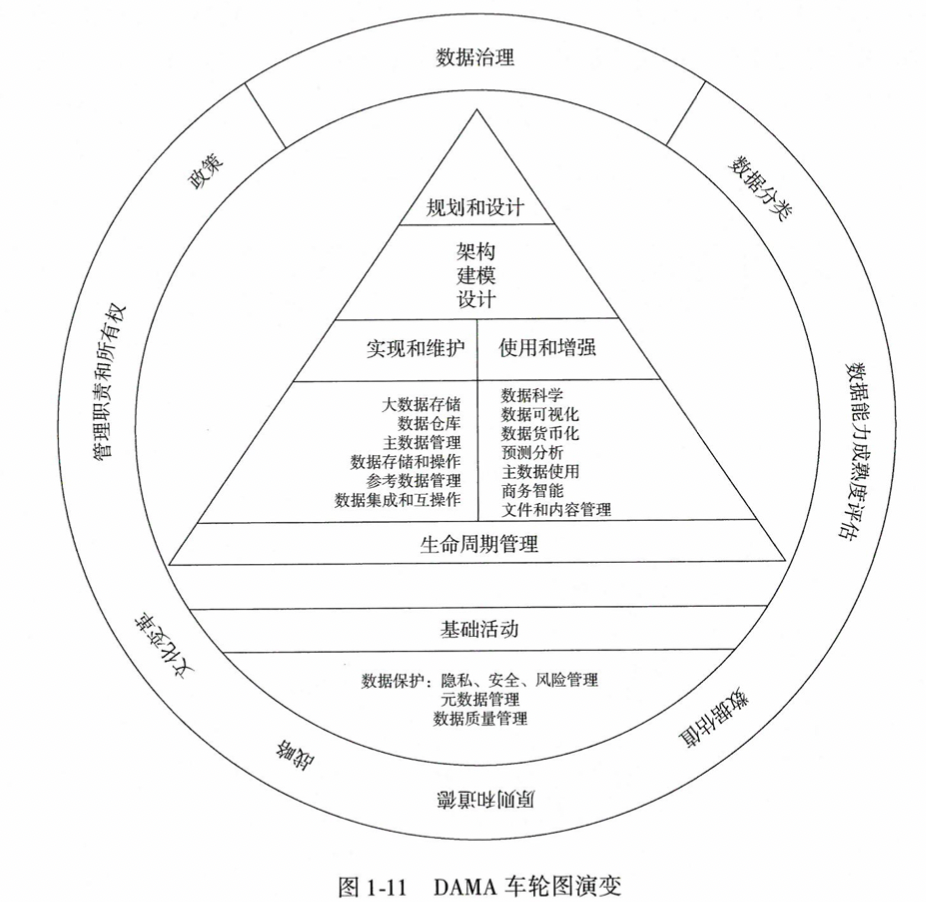 数据治理
政策
数据分类
管理职责和所有权
数据能力成熟度评估
文化变革
数据估值
战略
原则和道德
规划和设计
架构
建模
设计
实现和维护
使用和增强
大数据存储
数据仓库
主数据管理
数据存储和操作
参考数据管理
数据集成和互操作
数据科学
数据可视化
数据货币化
预测分析
主数据使用
商务智能
文件和内容管理
生命周期管理
基础活动
数据保护：隐私、安全、风险管理
元数据管理
数据质量管理
图 1-11 DAMA 车轮图演变